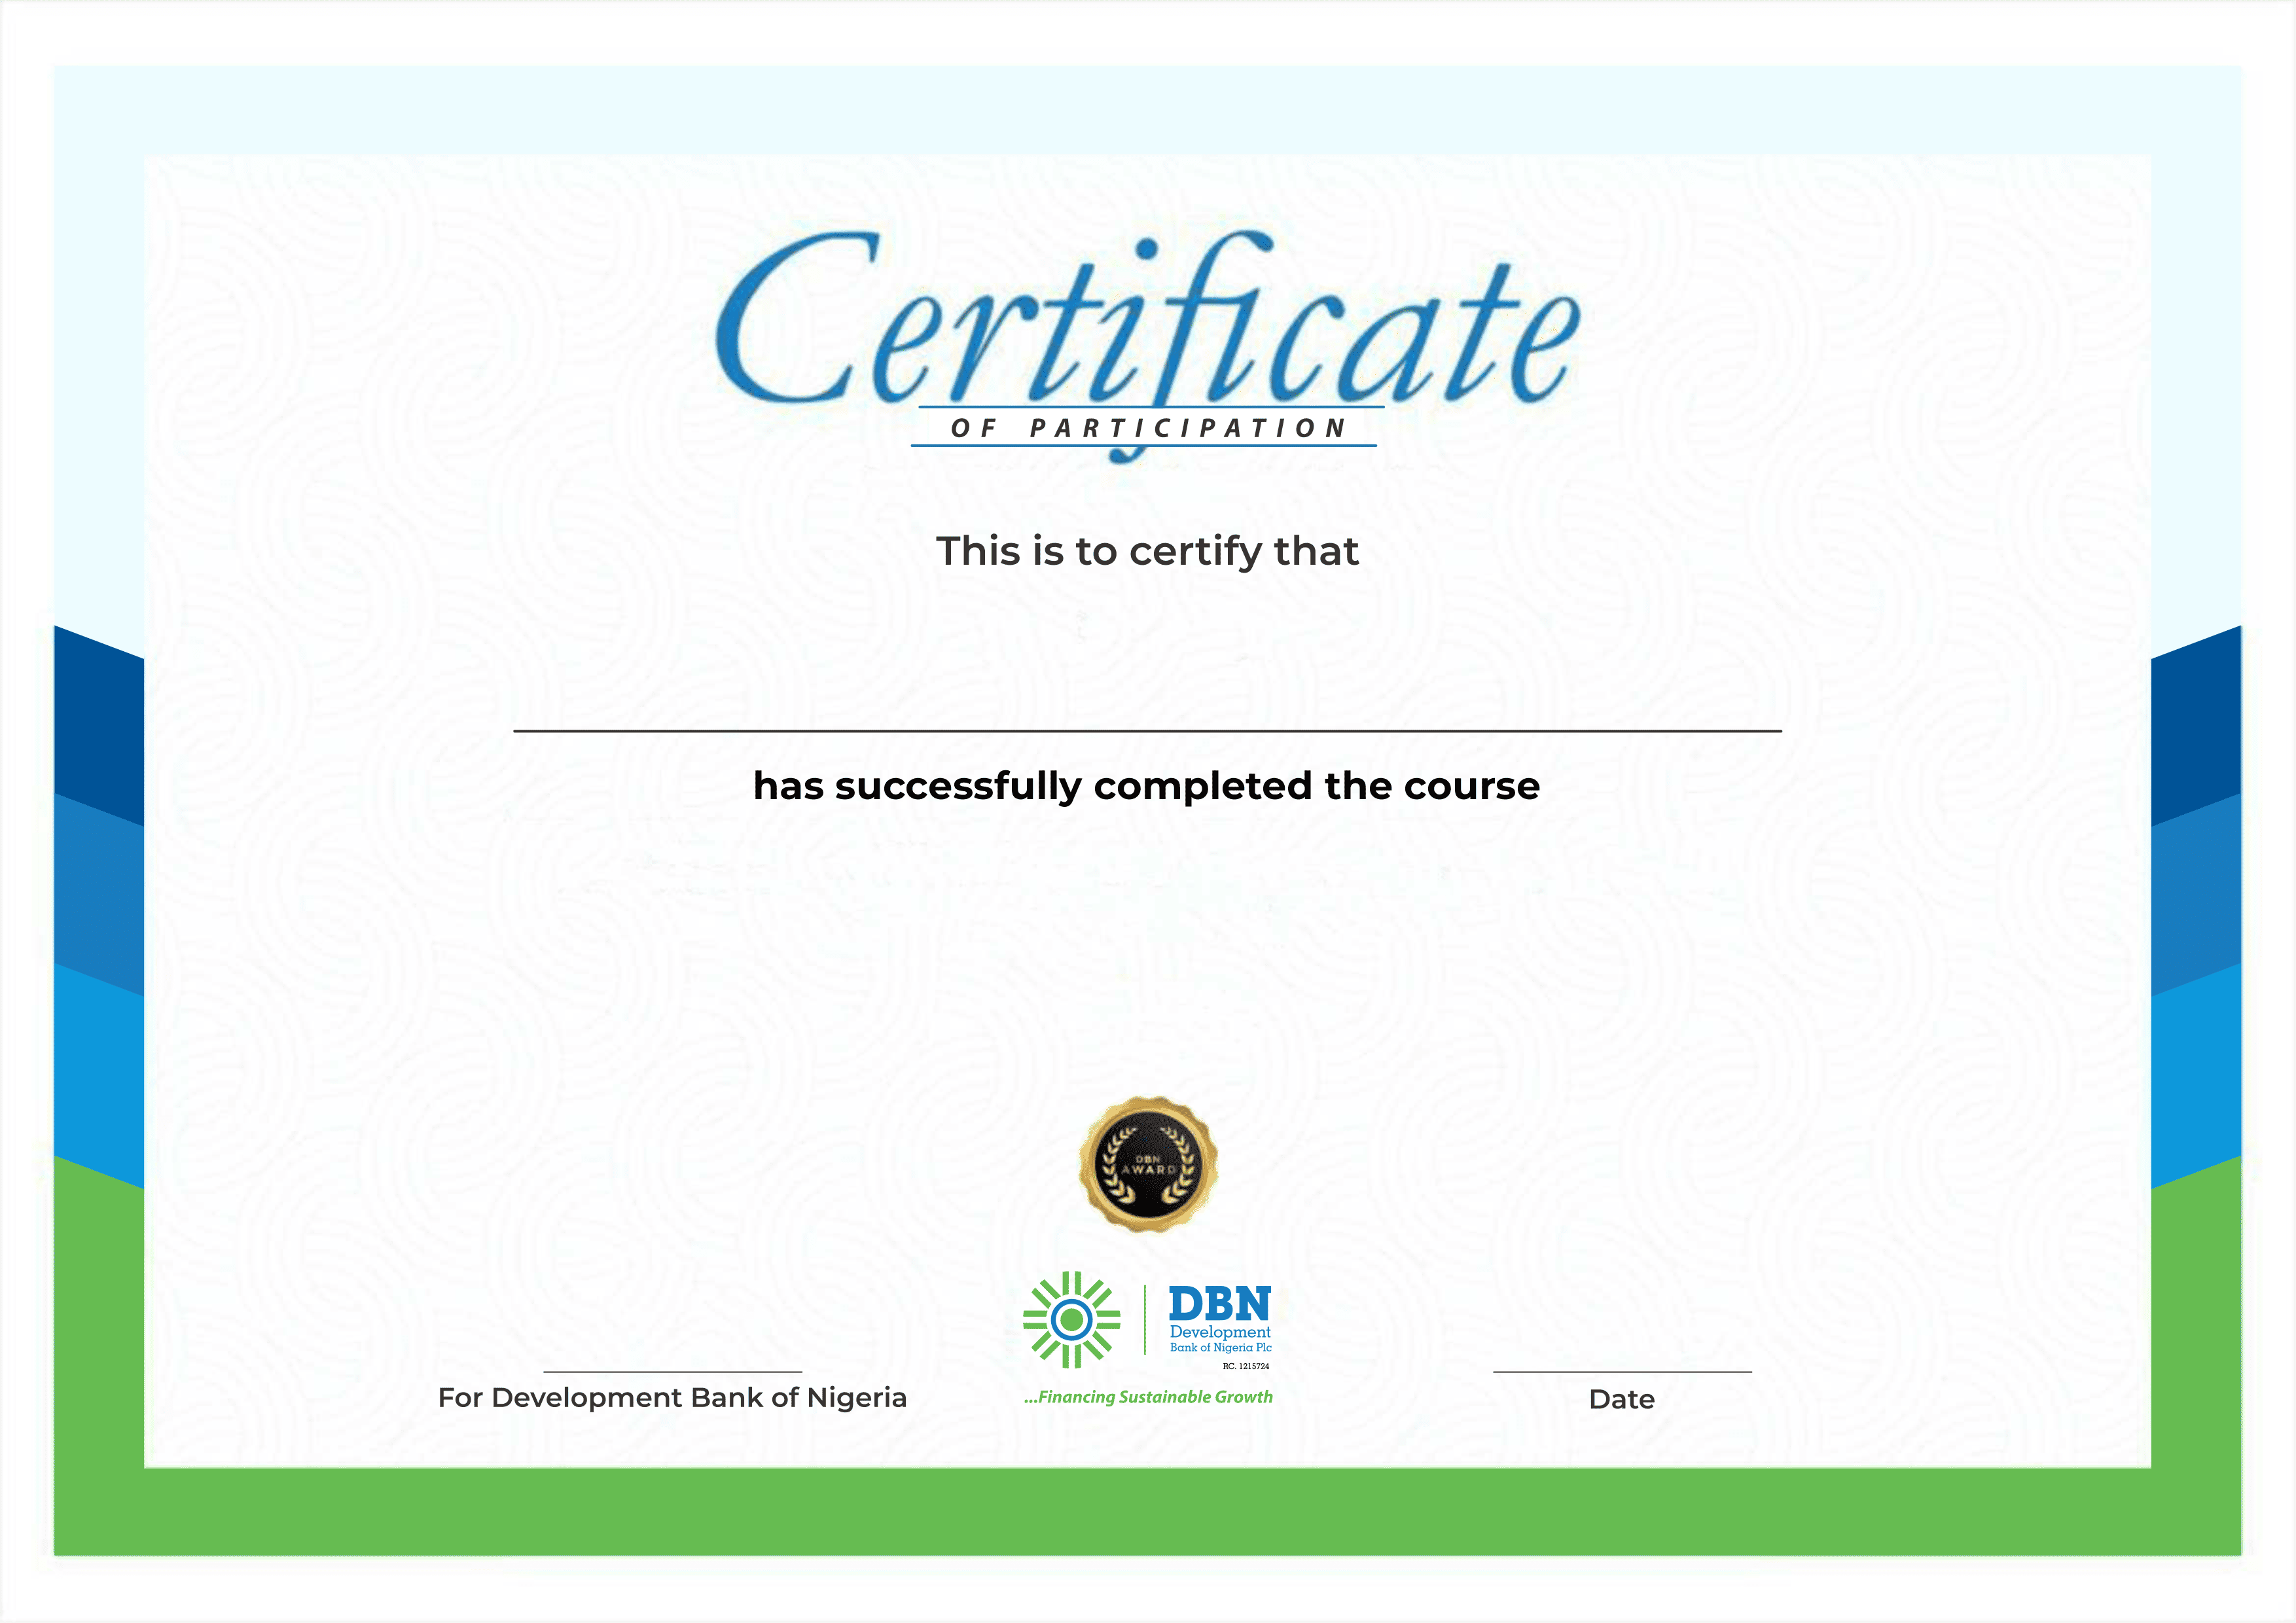 Certificate
OF PARTICIPATION
This is to certify that
has successfully completed the course
DBN
AWARD
DBN
Development
Bank of Nigeria Plc
RC. 1215724
...Financing Sustainable Growth
For Development Bank of Nigeria
Date